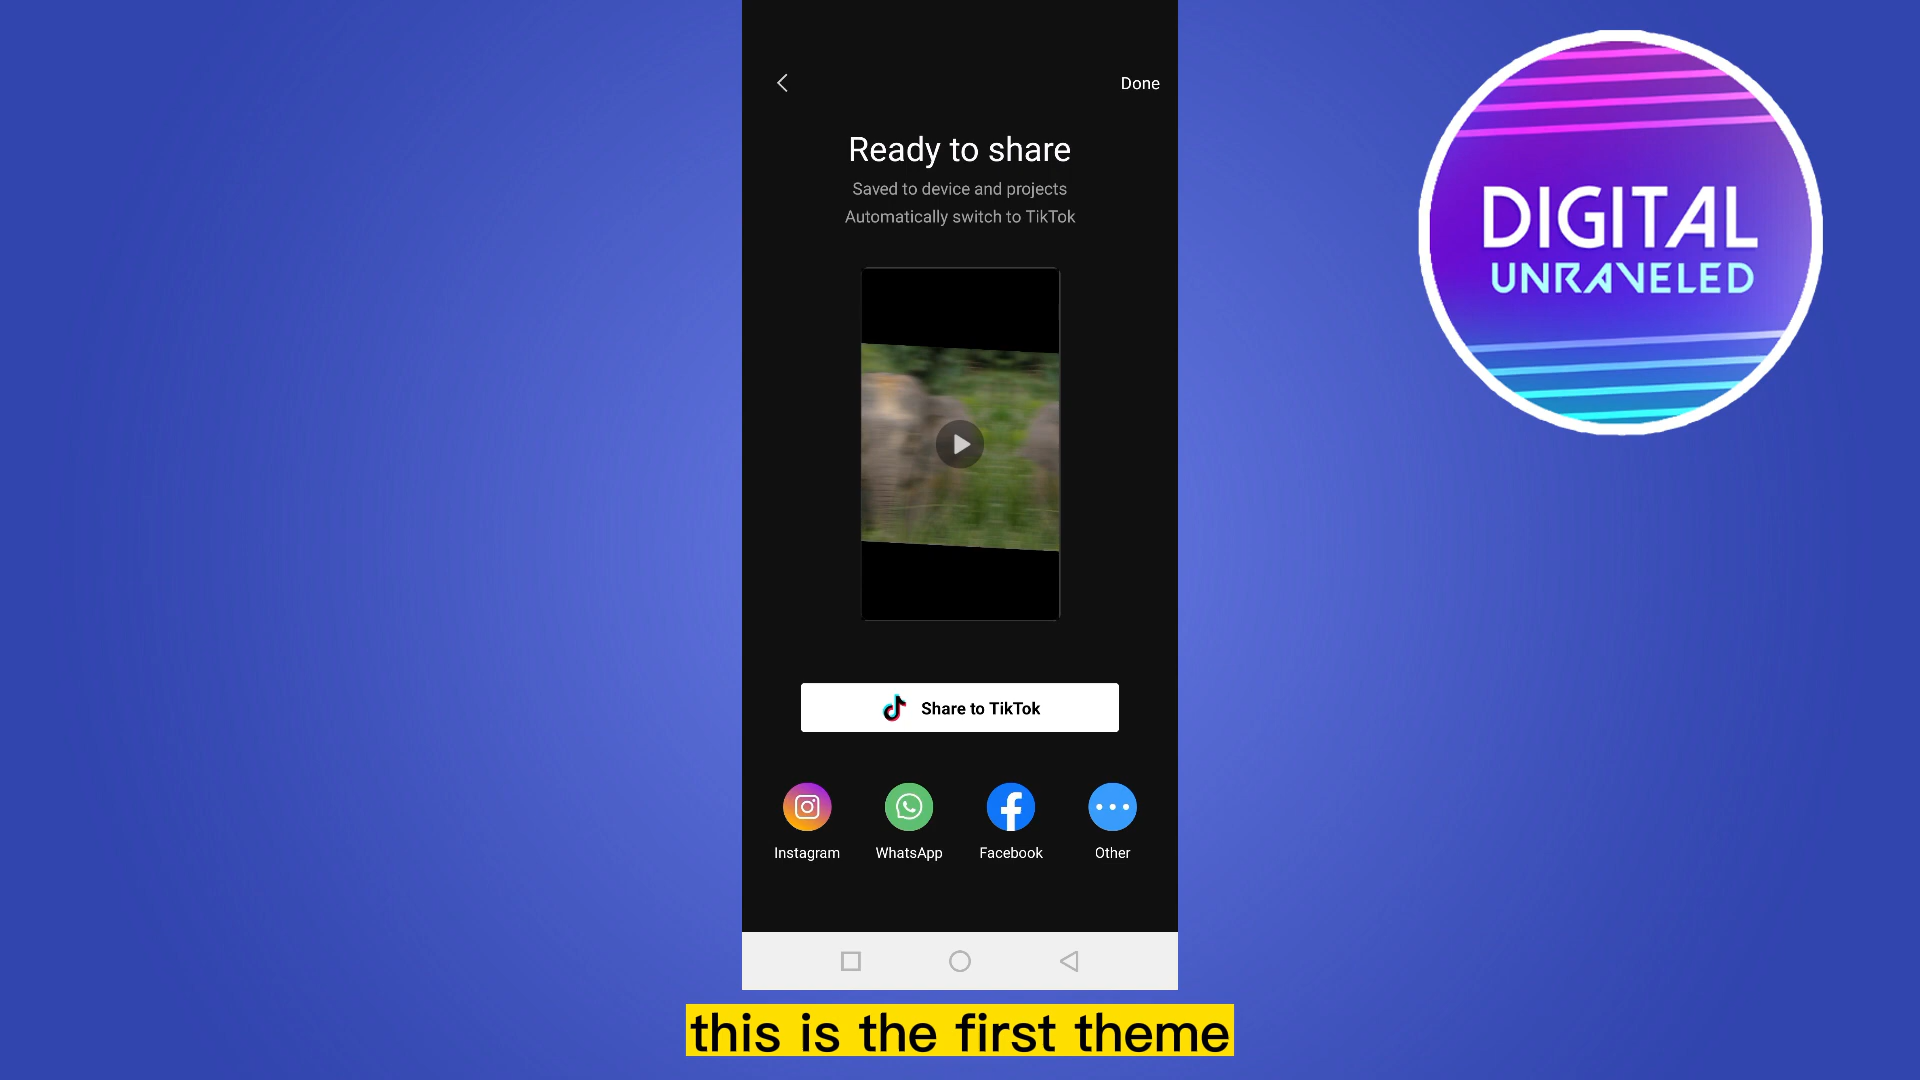 Done
Ready to share
Saved to device and projects
Automatically switch to TikTok
DIGITAL
UNRAVELED
Share to TikTok
Instagram WhatsApp Facebook Other
this is the first theme